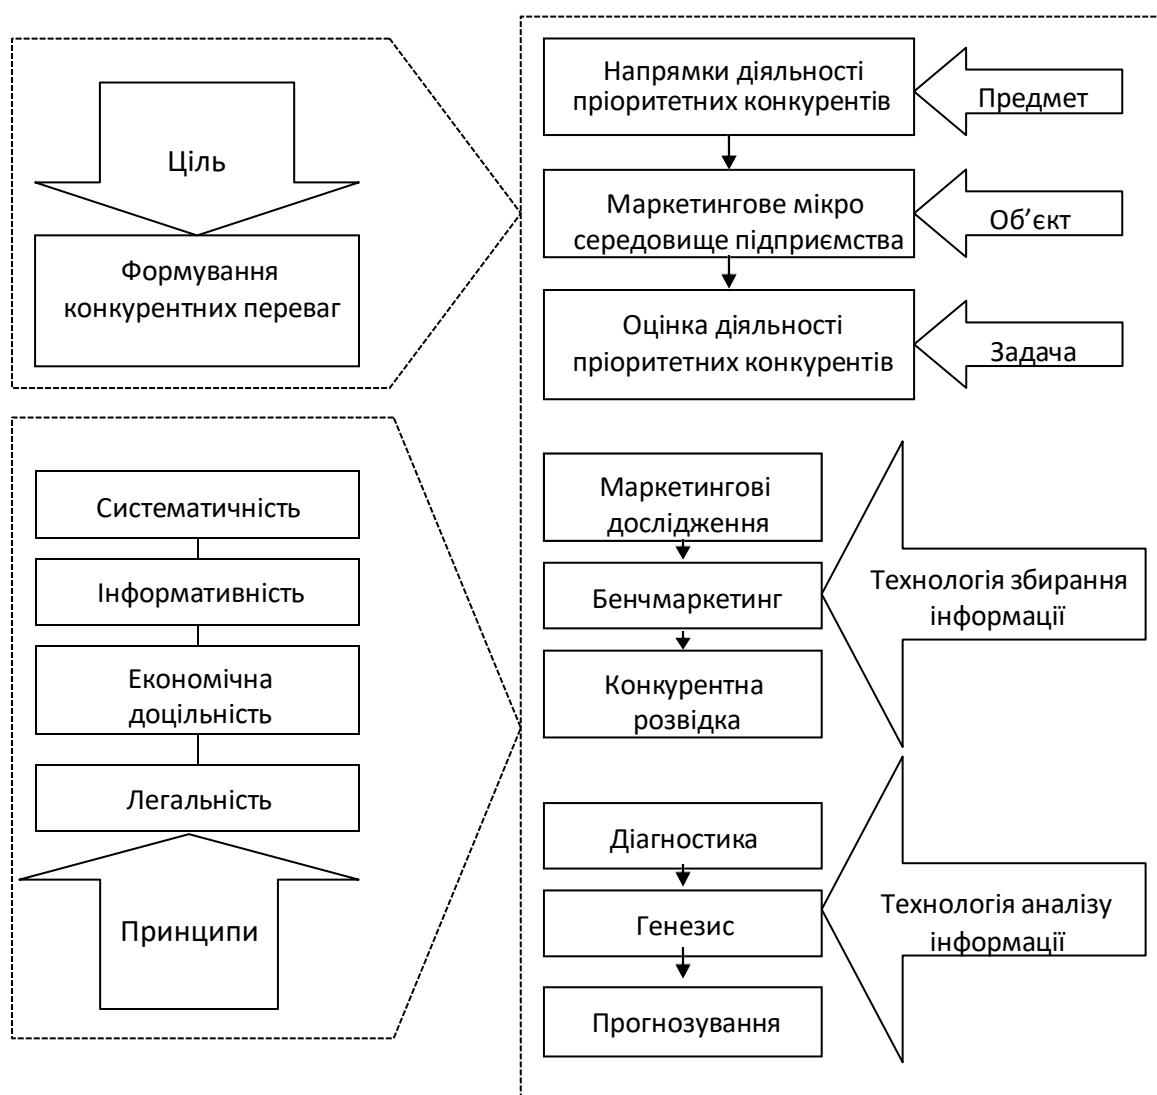 Ціль
Формування
конкурентних переваг
Напрямки діяльності
пріоритетних конкурентів
Предмет
Маркетингове мікро
середовище підприємства
Об’єкт
Оцінка діяльності
пріоритетних конкурентів
Задача
Систематичність
Інформативність
Економічна
доцільність
Легальність
Принципи
Маркетингові
дослідження
Бенчмаркетинг
Конкурентна
розвідка
Технологія збирання
інформації
Діагностика
Генезис
Прогнозування
Технологія аналізу
інформації